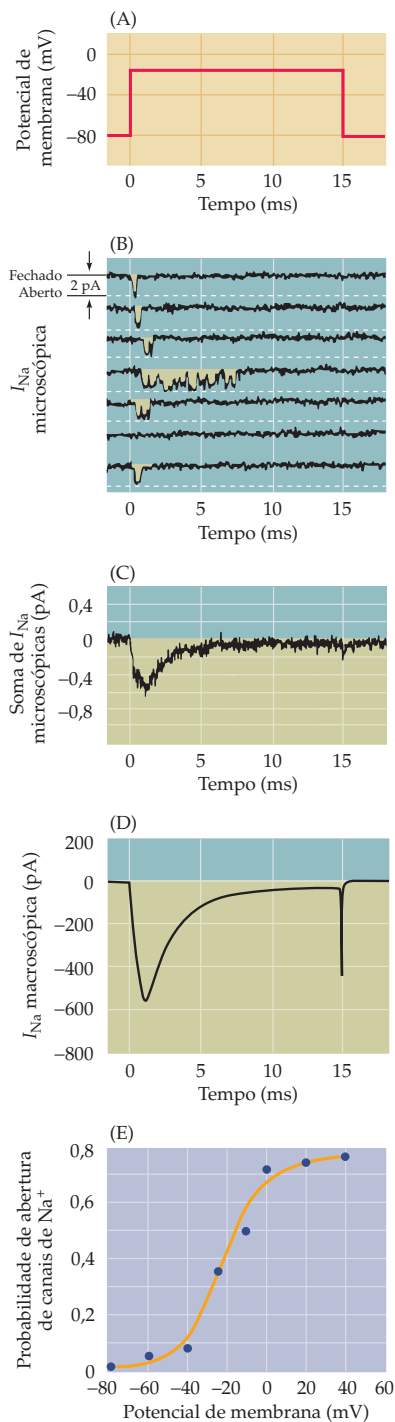 (A)
Potencial de
membrana (mV)
0
−40
−80
0 5 10 15
Tempo (ms)
(B)
Fechado
Aberto
2 pA
I Na
microscópica
0 5 10 15
Tempo (ms)
(C)
Soma de I Na
microscópicas (pA)
0,4
0
−0,4
−0,8
0 5 10 15
Tempo (ms)
(D)
I Na macroscópica (pA)
200
0
−200
−400
−600
−800
0 5 10 15
Tempo (ms)
(E)
Probabilidade de abertura
de canais de Na+
0,8
0,6
0,4
0,2
0
−80 −60 −40 −20 0 20 40 60
Potencial de membrana (mV)